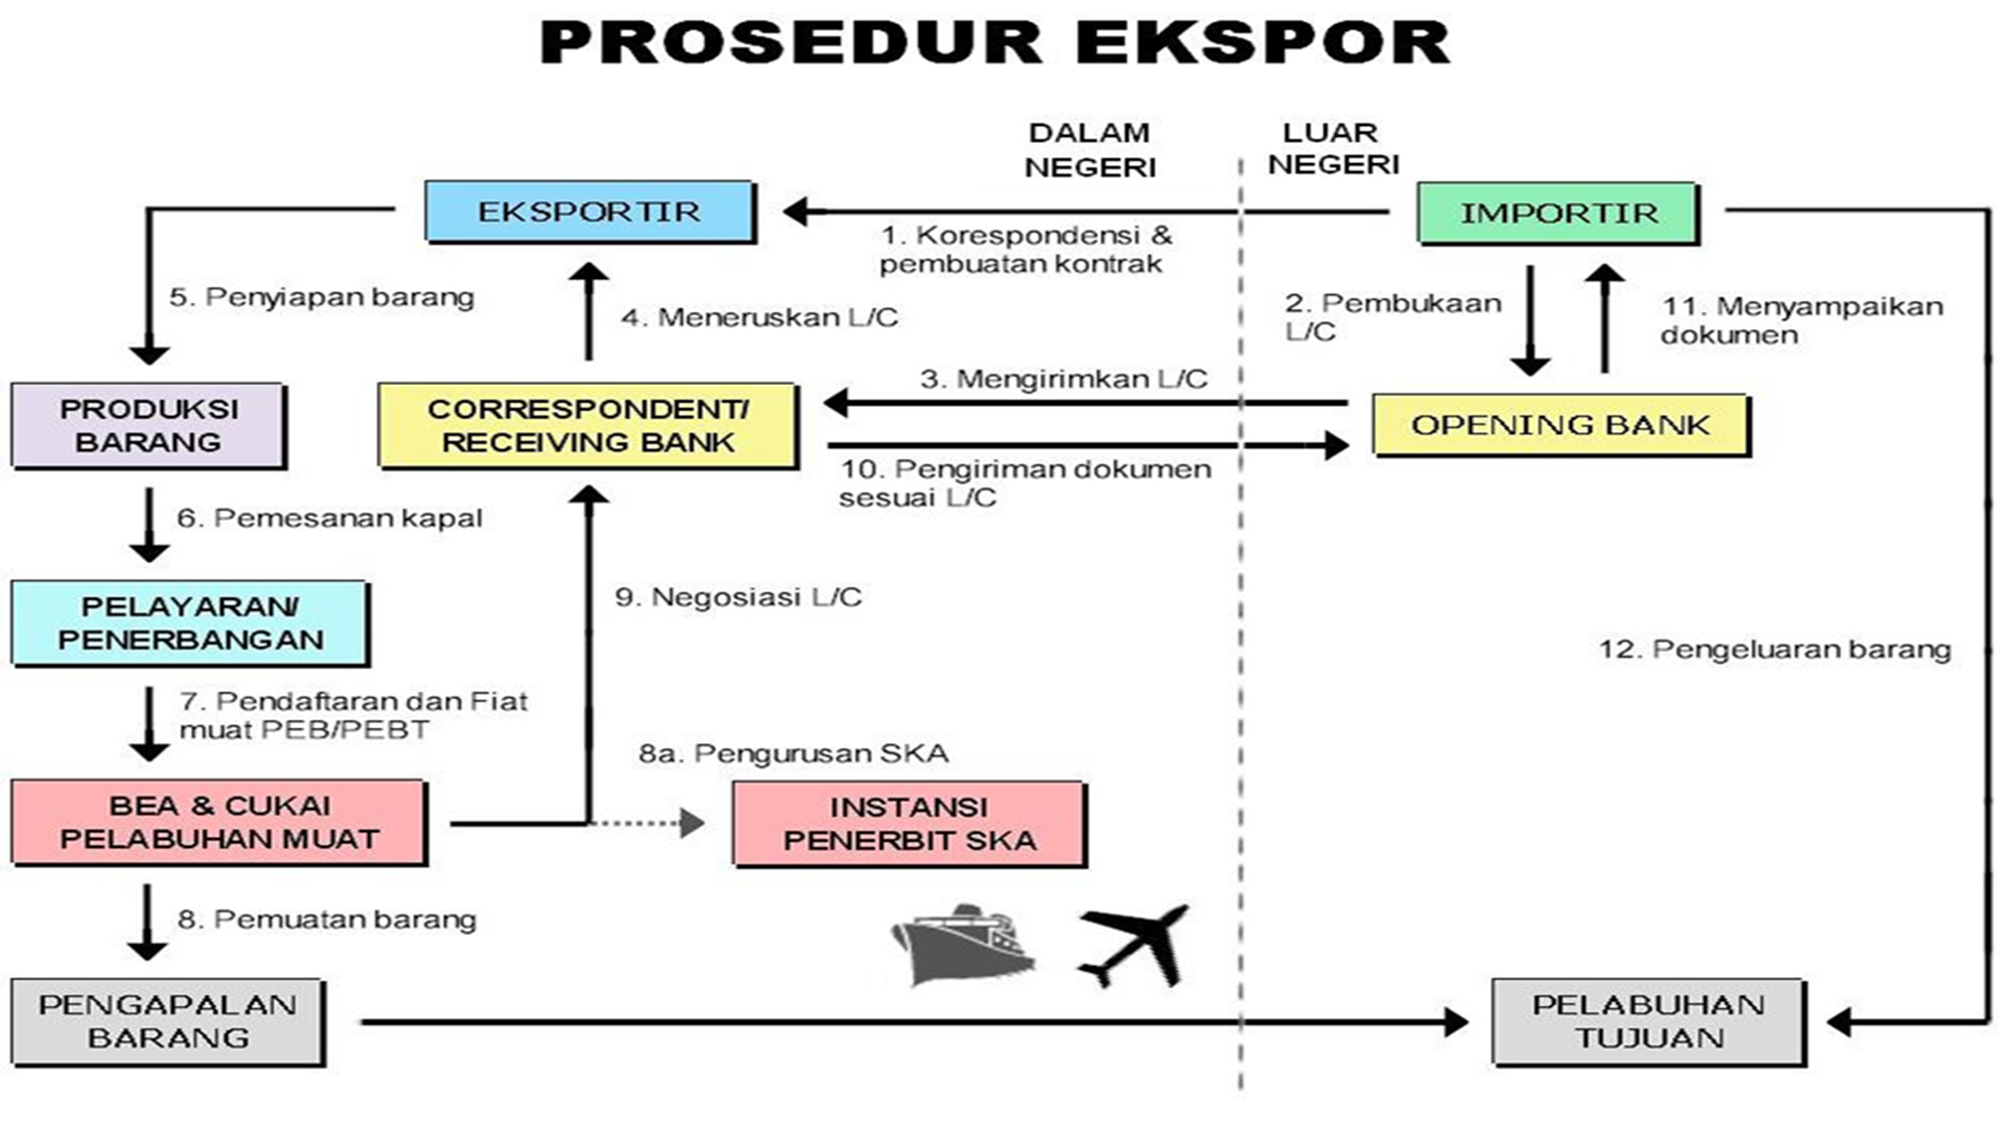 PROSEDUR EKSPOR
DALAM
NEGERI
LUAR
NEGERI
EKSPORTIR
IMPORTIR
1. Korespondensi &
pembuatan kontrak
5. Penyiapan barang
4. Meneruskan L/C
2. Pembukaan
L/C
11. Menyampaikan
dokumen
3. Mengirimkan L/C
PRODUKSI
BARANG
CORRESPONDENT/
RECEIVING BANK
OPENING BANK
10. Pengiriman dokumen
sesuai L/C
6. Pemesanan kapal
PELAYARAN/
PENERBANGAN
9. Negosiasi L/C
12. Pengeluaran barang
7. Pendaftaran dan Fiat
muat PEB/PEBT
8a. Pengurusan SKA
BEA & CUKAI
PELABUHAN MUAT
INSTANSI
PENERBIT SKA
8. Pemuatan barang
PENGAPALAN
BARANG
PELABUHAN
TUJUAN